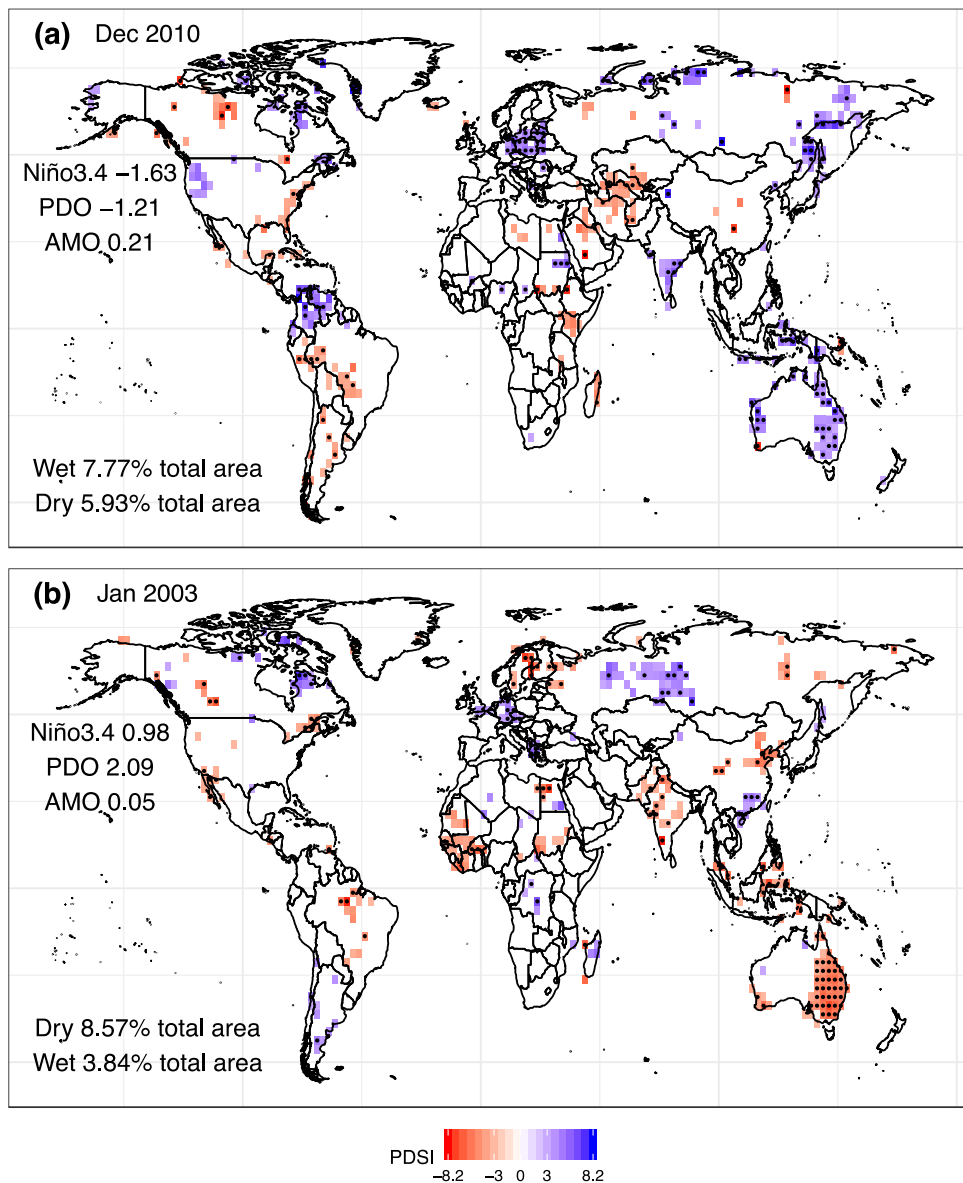 (a) Dec 2010
Niño3.4 −1.63
PDO −1.21
AMO 0.21
Wet 7.77% total area
Dry 5.93% total area
(b) Jan 2003
Niño3.4 0.98
PDO 2.09
AMO 0.05
Dry 8.57% total area
Wet 3.84% total area
PDSI
−8.2 −3 0 3 8.2